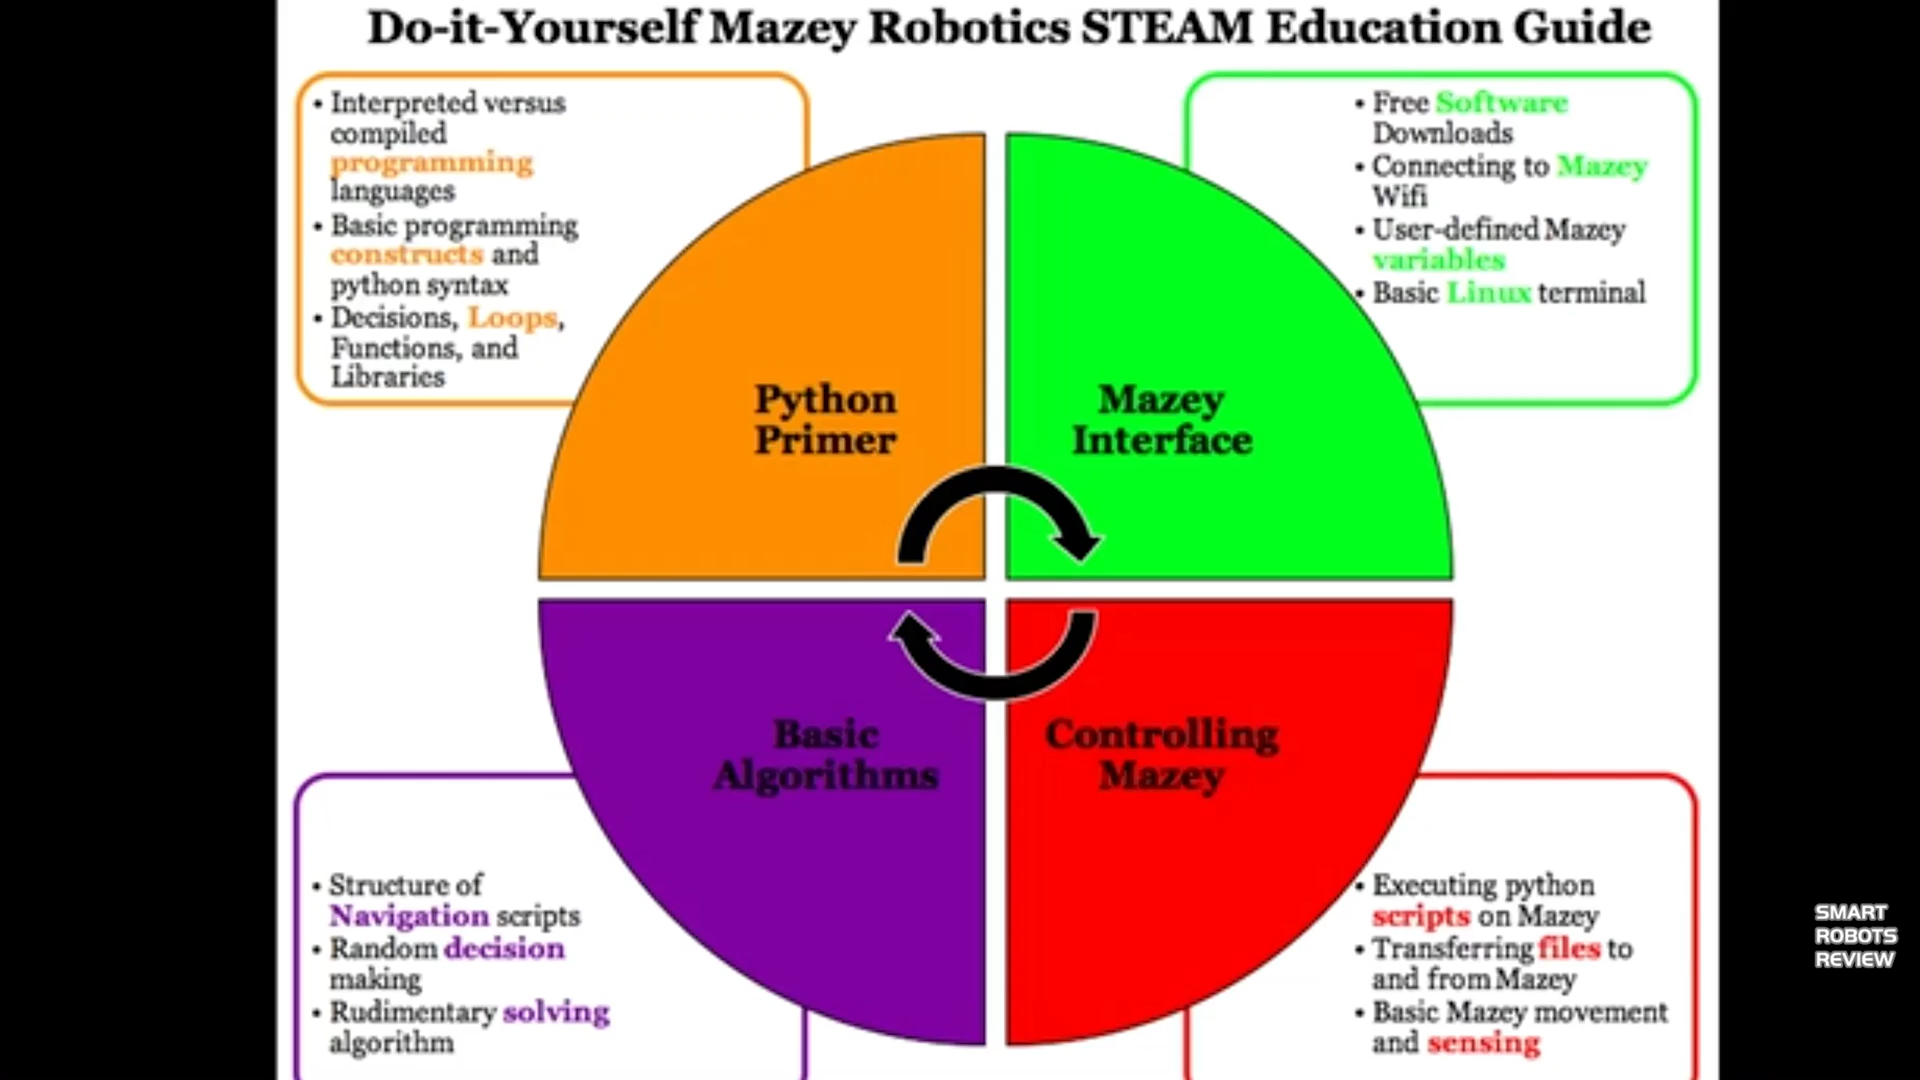 Do-it-Yourself Mazey Robotics STEAM Education Guide
• Interpreted versus
compiled
programming
languages
• Basic programming
constructs and
python syntax
• Decisions, Loops,
Functions, and
Libraries
• Free Software
Downloads
• Connecting to Mazey
Wifi
• User-defined Mazey
variables
• Basic Linux terminal
Python
Primer
Mazey
Interface
Basic
Algorithms
Controlling
Mazey
• Structure of
Navigation scripts
• Random decision
making
• Rudimentary solving
algorithm
• Executing python
scripts on Mazey
• Transferring files to
and from Mazey
• Basic Mazey movement
and sensing
SMART
ROBOTS
REVIEW